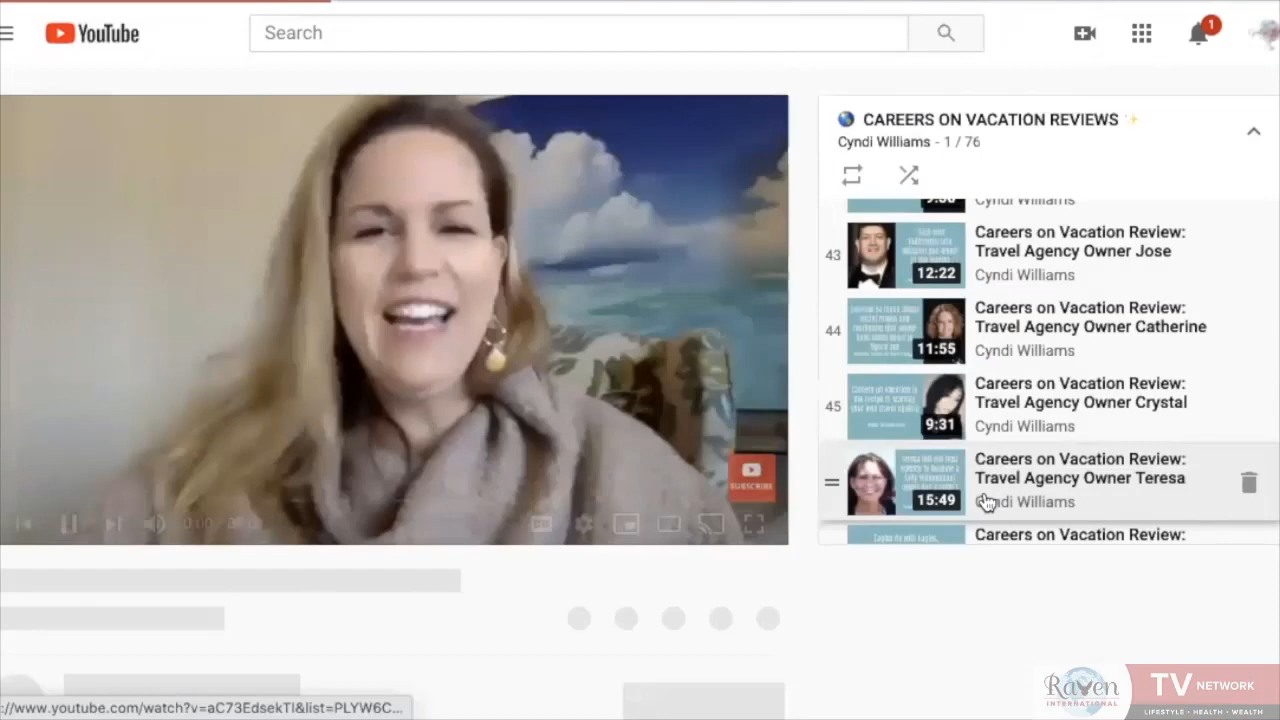 YouTube
Search
1
CAREERS ON VACATION REVIEWS
Cyndi Williams - 1 / 76
Cyndi Williams
43
12:22
Careers on Vacation Review:
Travel Agency Owner Jose
Cyndi Williams
44
11:55
Careers on Vacation Review:
Travel Agency Owner Catherine
Cyndi Williams
45
9:31
Careers on Vacation Review:
Travel Agency Owner Crystal
Cyndi Williams
15:49
Careers on Vacation Review:
Travel Agency Owner Teresa
Cyndi Williams
Careers on Vacation Review:
SUBSCRIBE
://www.youtube.com/watch?v=aC73EdsekTI&list=PLYW6C...
Raven
INTERNATIONAL
TV NETWORK
LIFESTYLE • HEALTH • WEALTH